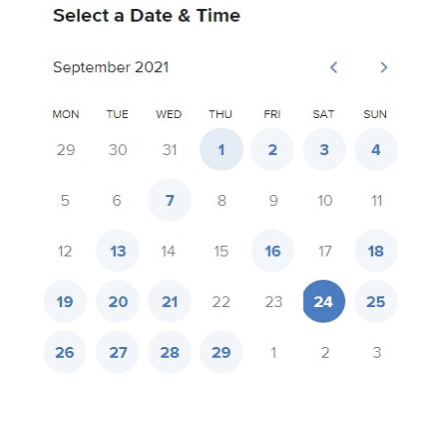 Select a Date & Time
September 2021
MON TUE WED THU FRI SAT SUN
29 30 31 1 2 3 4
5 6 7 8 9 10 11
12 13 14 15 16 17 18
19 20 21 22 23 24 25
26 27 28 29 1 2 3